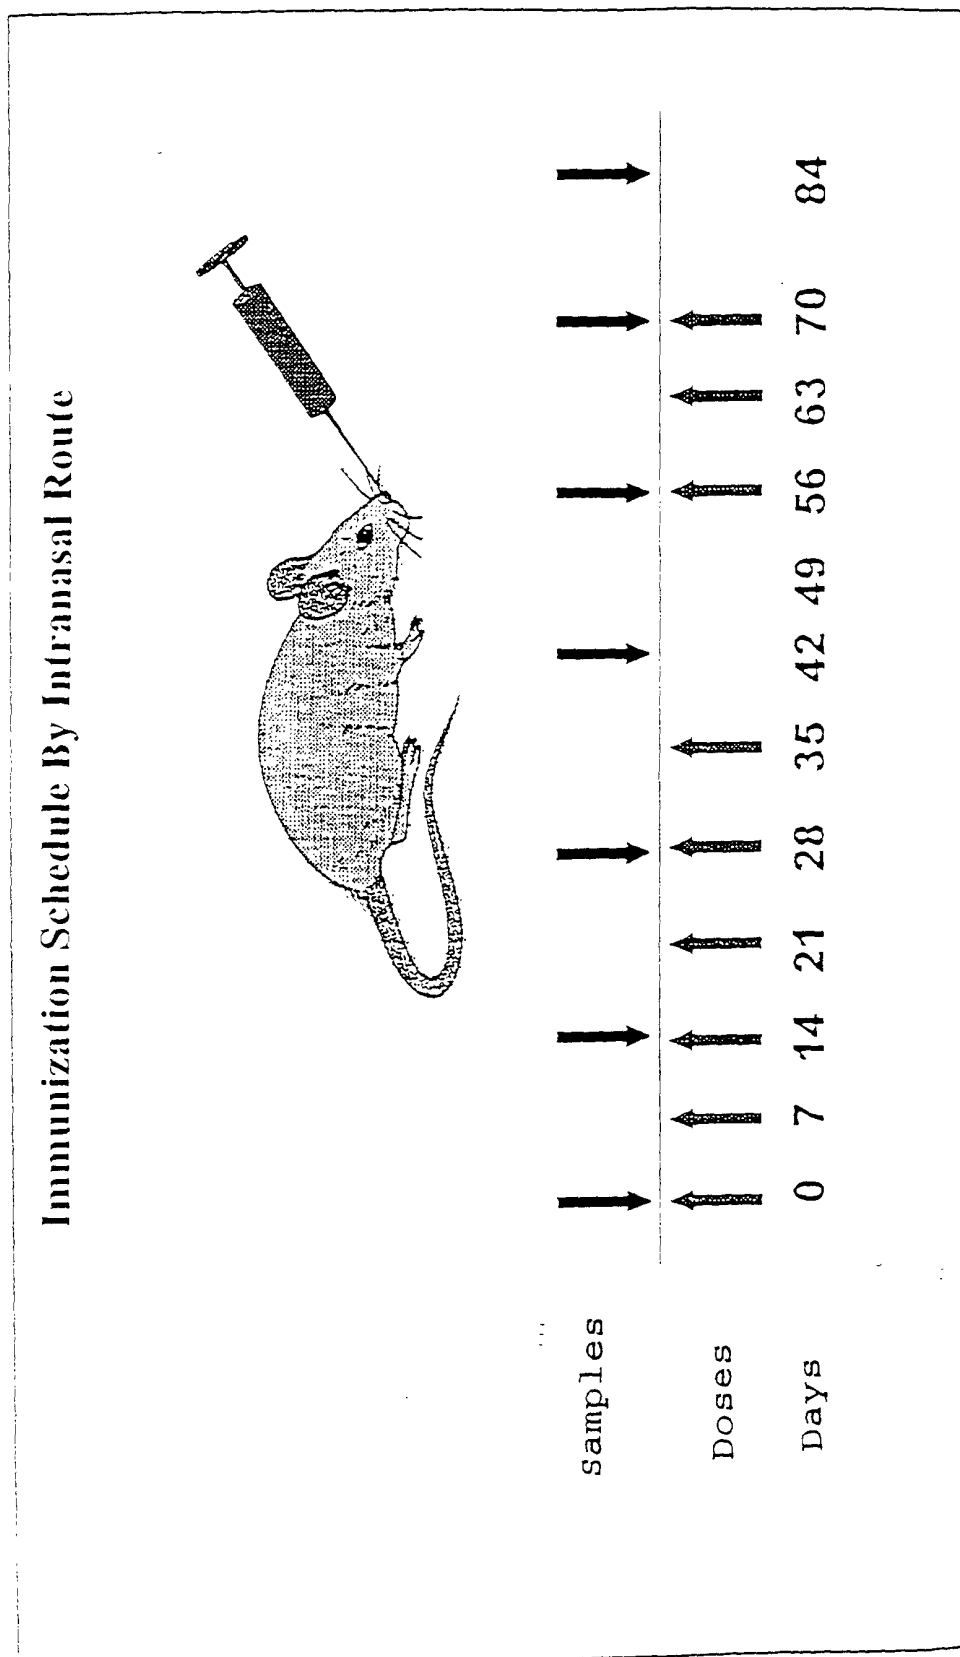 Immunization Schedule By Intranasal Route
Samples
Doses
Days 0 7 14 21 28 35 42 49 56 63 70 84